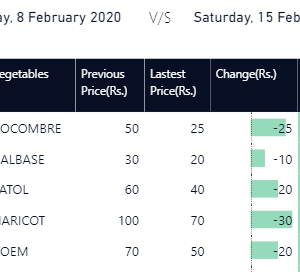 y, 8 February 2020 V/S Saturday, 15 Feb
egetables Previous Price(Rs.) Lastest Price(Rs.) Change(Rs.)
OCOMBRE 50 25 -25
ALBASE 30 20 -10
ATOL 60 40 -20
ARICOT 100 70 -30
OEM 70 50 -20